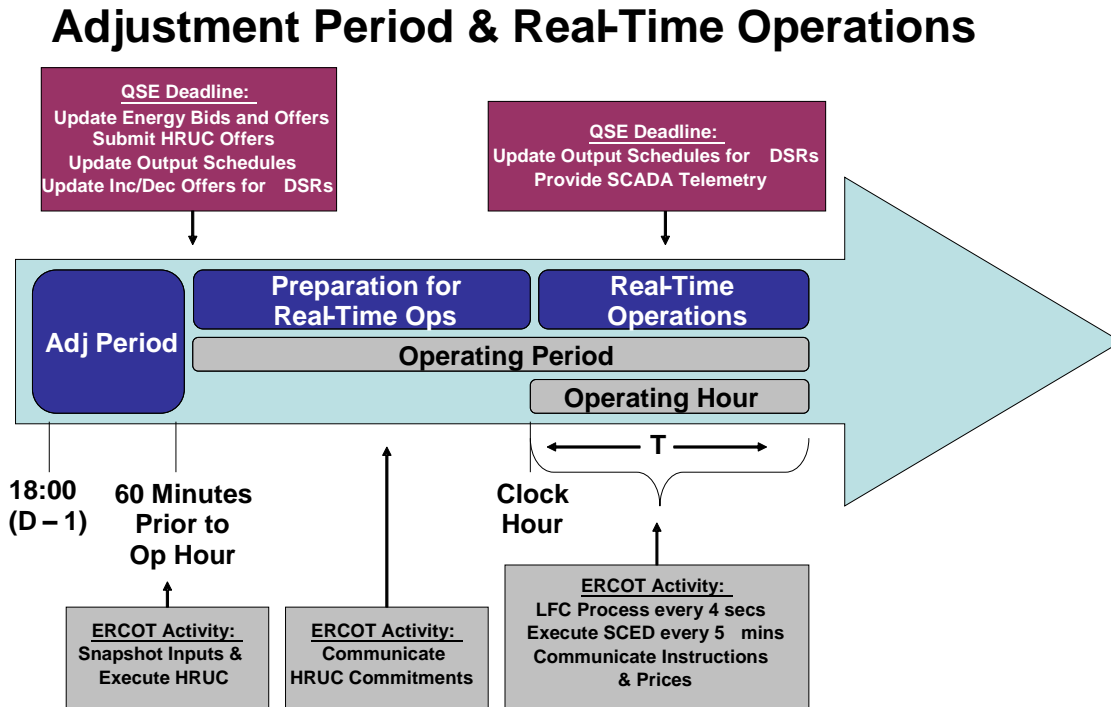 Adjustment Period & Real-Time Operations
QSE Deadline:
Update Energy Bids and Offers
Submit HRUC Offers
Update Output Schedules
Update Inc/Dec Offers for DSRs
QSE Deadline:
Update Output Schedules for DSRs
Provide SCADA Telemetry
Adj Period
Preparation for
Real-Time Ops
Real-Time
Operations
Operating Period
Operating Hour
T
18:00
(D – 1)
60 Minutes
Prior to
Op Hour
Clock
Hour
ERCOT Activity:
Snapshot Inputs &
Execute HRUC
ERCOT Activity:
Communicate
HRUC Commitments
ERCOT Activity:
LFC Process every 4 secs
Execute SCED every 5 mins
Communicate Instructions
& Prices